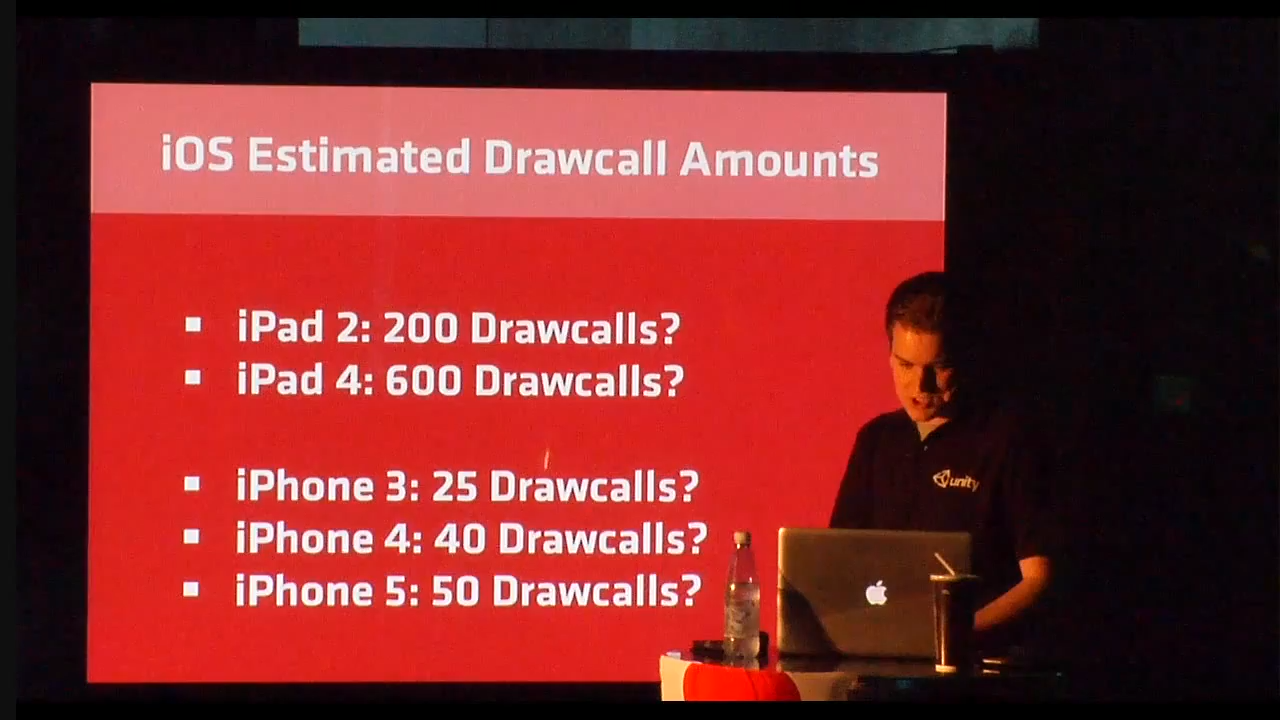 iOS Estimated Drawcall Amounts
iPad 2: 200 Drawcalls?
iPad 4: 600 Drawcalls?
iPhone 3: 25 Drawcalls?
iPhone 4: 40 Drawcalls?
iPhone 5: 50 Drawcalls?
unity